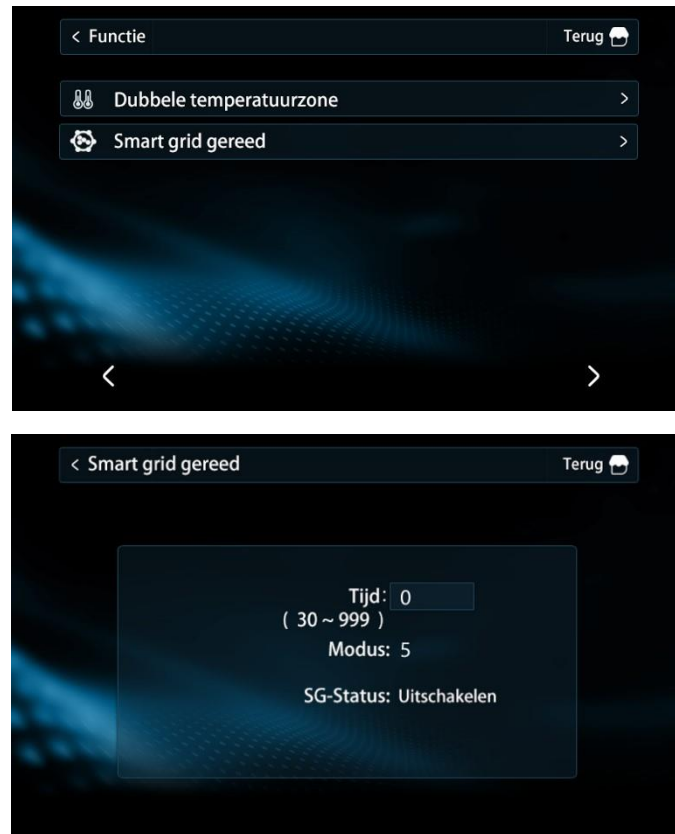 < Functie Terug
Dubbele temperatuurzone >
Smart grid gereed >
< >
< Smart grid gereed Terug
Tijd: 0
( 30 ~ 999 )
Modus: 5
SG-Status: Uitschakelen